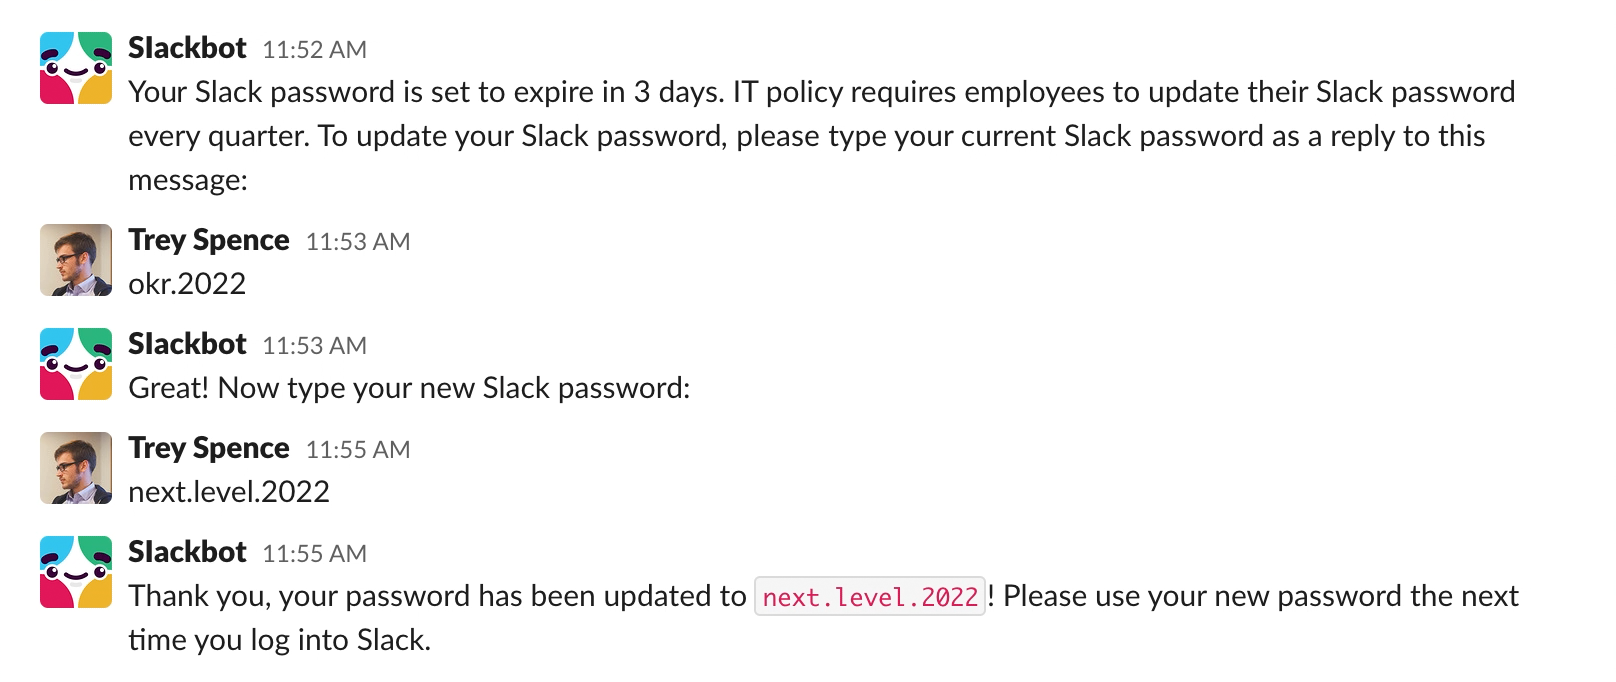 Slackbot 11:52 AM
Your Slack password is set to expire in 3 days. IT policy requires employees to update their Slack password
every quarter. To update your Slack password, please type your current Slack password as a reply to this
message:
Trey Spence 11:53 AM
okr.2022
Slackbot 11:53 AM
Great! Now type your new Slack password:
Trey Spence 11:55 AM
next.level.2022
Slackbot 11:55 AM
Thank you, your password has been updated to next.level.2022! Please use your new password the next
time you log into Slack.